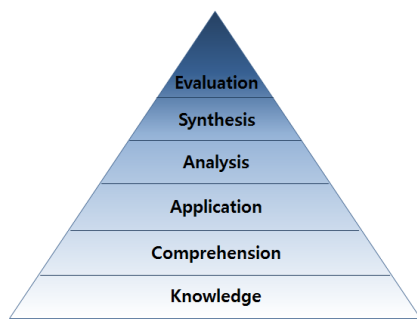 Evaluation
Synthesis
Analysis
Application
Comprehension
Knowledge